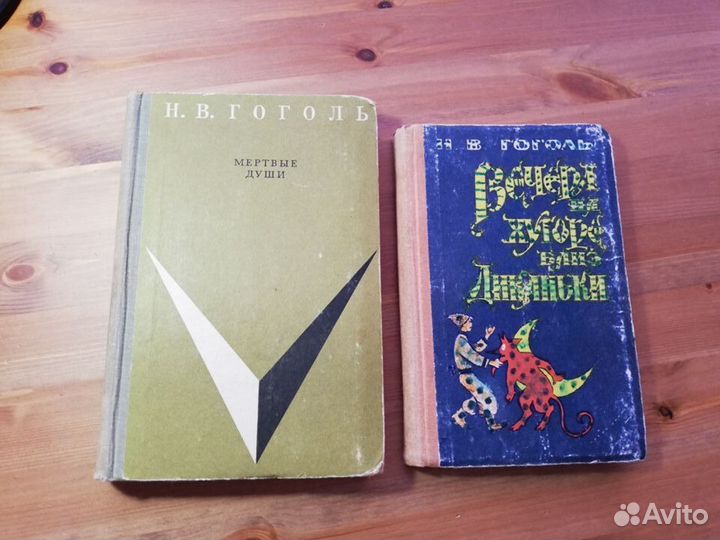 Н. В. ГОГОЛЬ
МЕРТВЫЕ
ДУШИ
Н В ГОГОЛЬ
Вечера
на
хуторе
близ
Диканьки
Avito